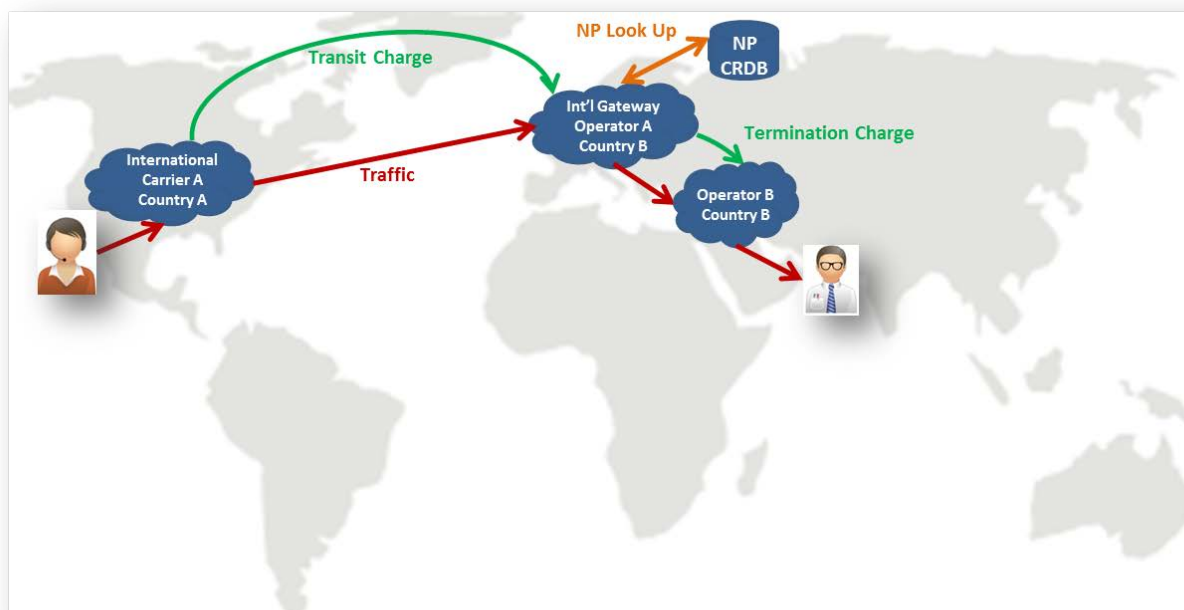 NP Look Up
NP
CRDB
Transit Charge
Int'l Gateway
Operator A
Country B
Termination Charge
International
Carrier A
Country A
Traffic
Operator B
Country B